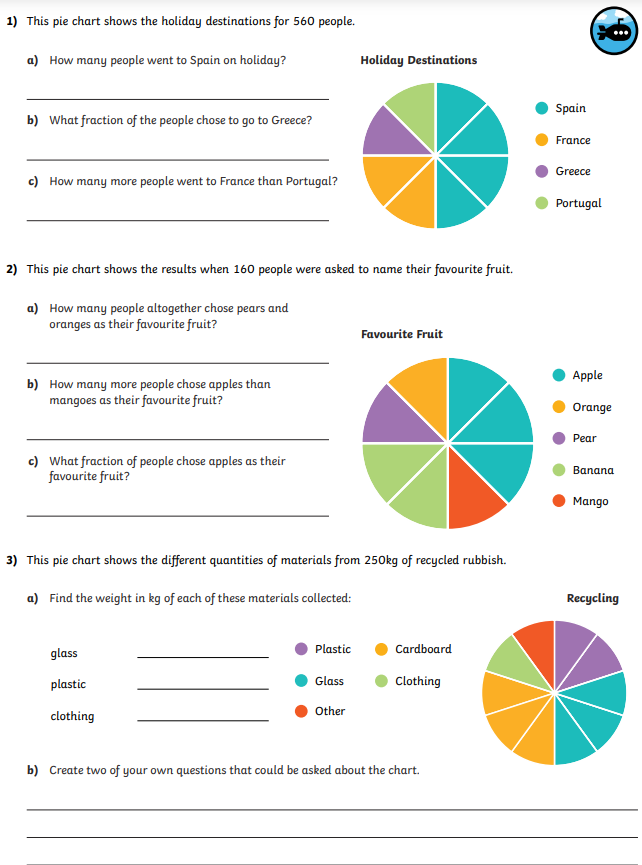 1) This pie chart shows the holiday destinations for 560 people.
a) How many people went to Spain on holiday?
b) What fraction of the people chose to go to Greece?
c) How many more people went to France than Portugal?
Holiday Destinations
Spain
France
Greece
Portugal
2) This pie chart shows the results when 160 people were asked to name their favourite fruit.
a) How many people altogether chose pears and
oranges as their favourite fruit?
b) How many more people chose apples than
mangoes as their favourite fruit?
c) What fraction of people chose apples as their
favourite fruit?
Favourite Fruit
Apple
Orange
Pear
Banana
Mango
3) This pie chart shows the different quantities of materials from 250kg of recycled rubbish.
a) Find the weight in kg of each of these materials collected:
glass
plastic
clothing
Recycling
Plastic
Cardboard
Glass
Clothing
Other
b) Create two of your own questions that could be asked about the chart.